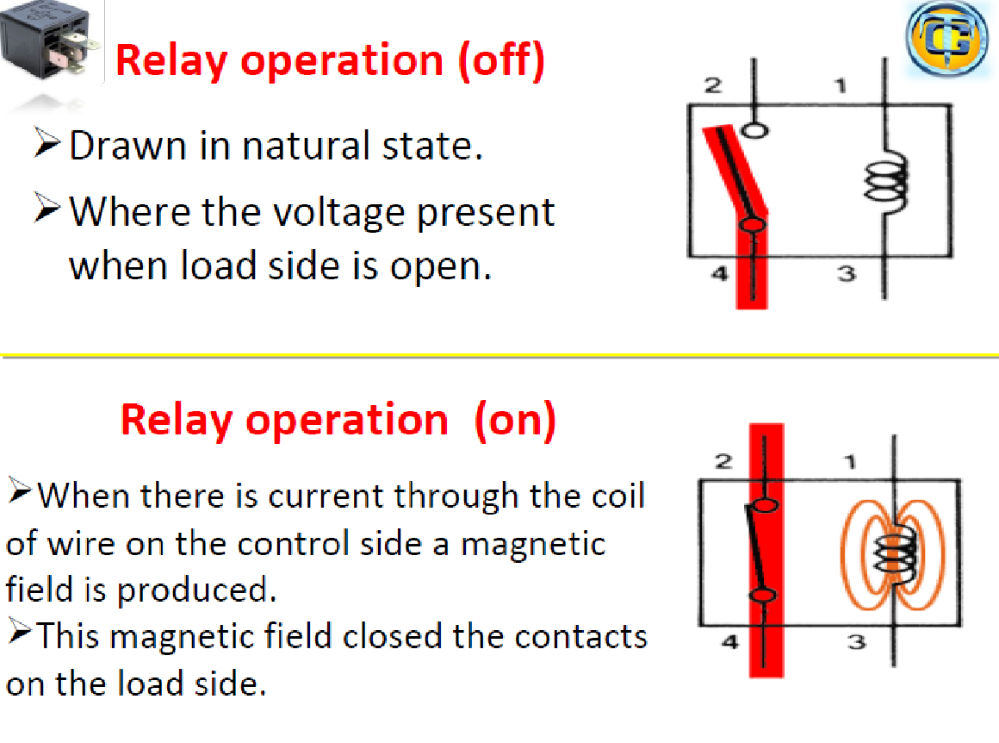 Relay operation (off)
➢Drawn in natural state.
➢Where the voltage present
when load side is open.
2 1
4 3
Relay operation (on)
➢When there is current through the coil
of wire on the control side a magnetic
field is produced.
➢This magnetic field closed the contacts
on the load side.
2 1
4 3